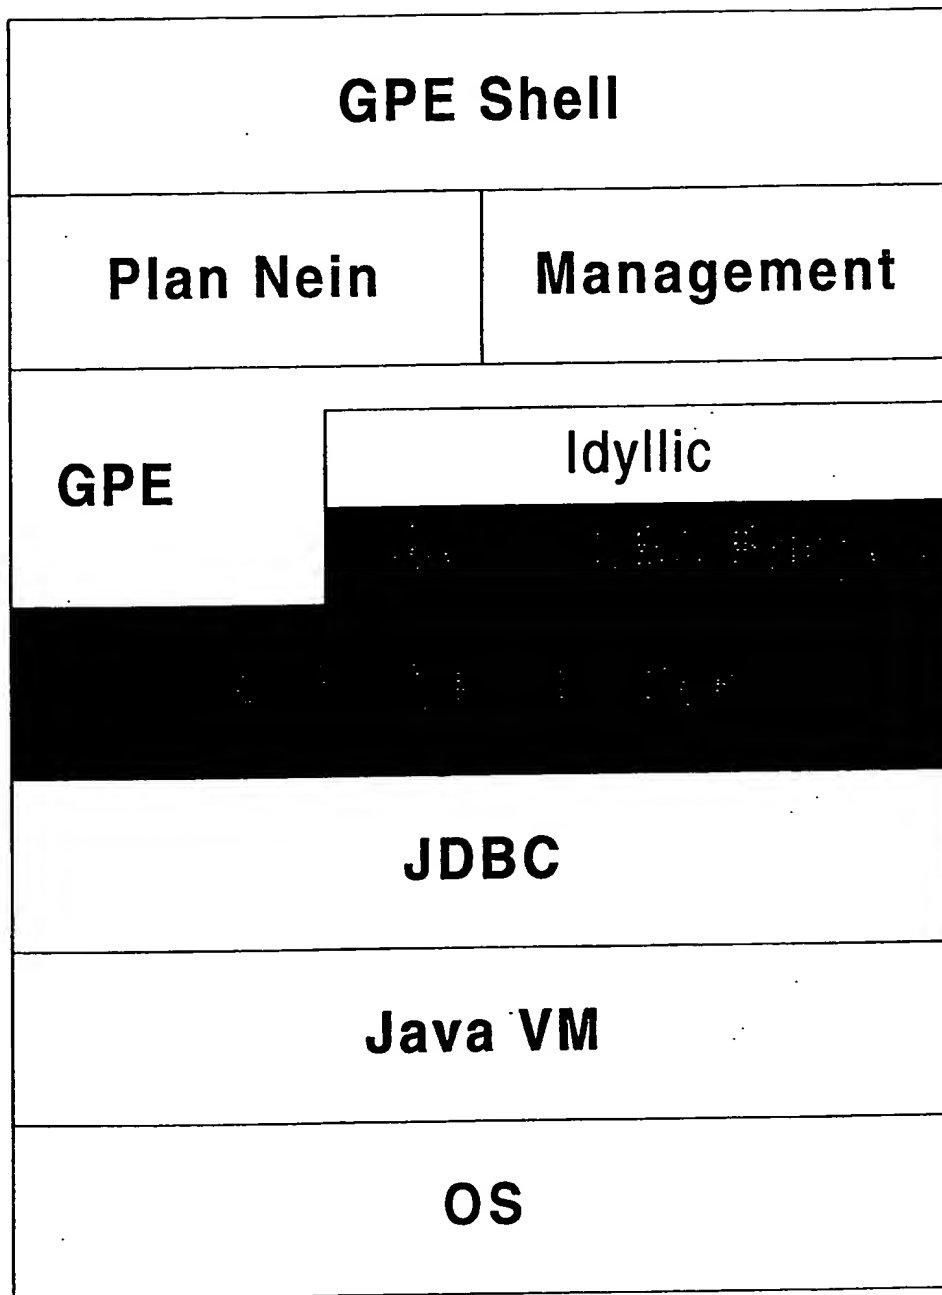 GPE Shell
Plan Nein
Management
Idyllic
GPE
JDBC
Java VM
OS